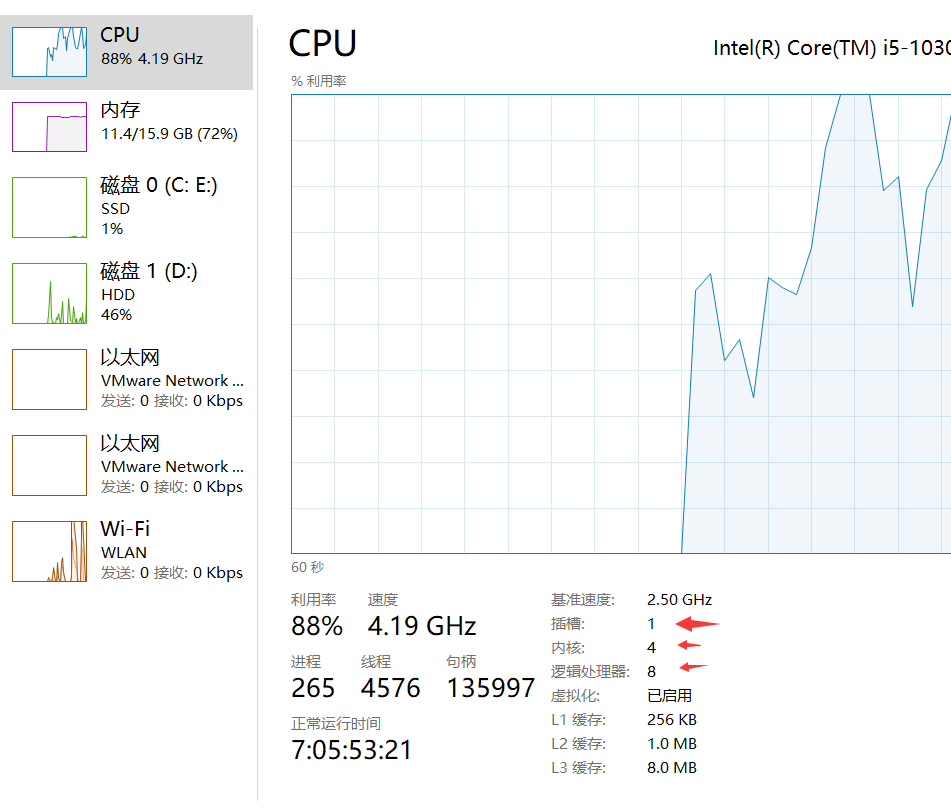 CPU
88% 4.19 GHz
内存
11.4/15.9 GB (72%)
磁盘 0 (C: E:)
SSD
1%
磁盘 1 (D:)
HDD
46%
以太网
VMware Network ...
发送: 0 接收: 0 Kbps
以太网
VMware Network ...
发送: 0 接收: 0 Kbps
Wi-Fi
WLAN
发送: 0 接收: 0 Kbps
CPU
Intel(R) Core(TM) i5-1030
% 利用率
60 秒
利用率 速度
88% 4.19 GHz
进程 线程 句柄
265 4576 135997
正常运行时间
7:05:53:21
基准速度: 2.50 GHz
插槽: 1
内核: 4
逻辑处理器: 8
虚拟化: 已启用
L1 缓存: 256 KB
L2 缓存: 1.0 MB
L3 缓存: 8.0 MB